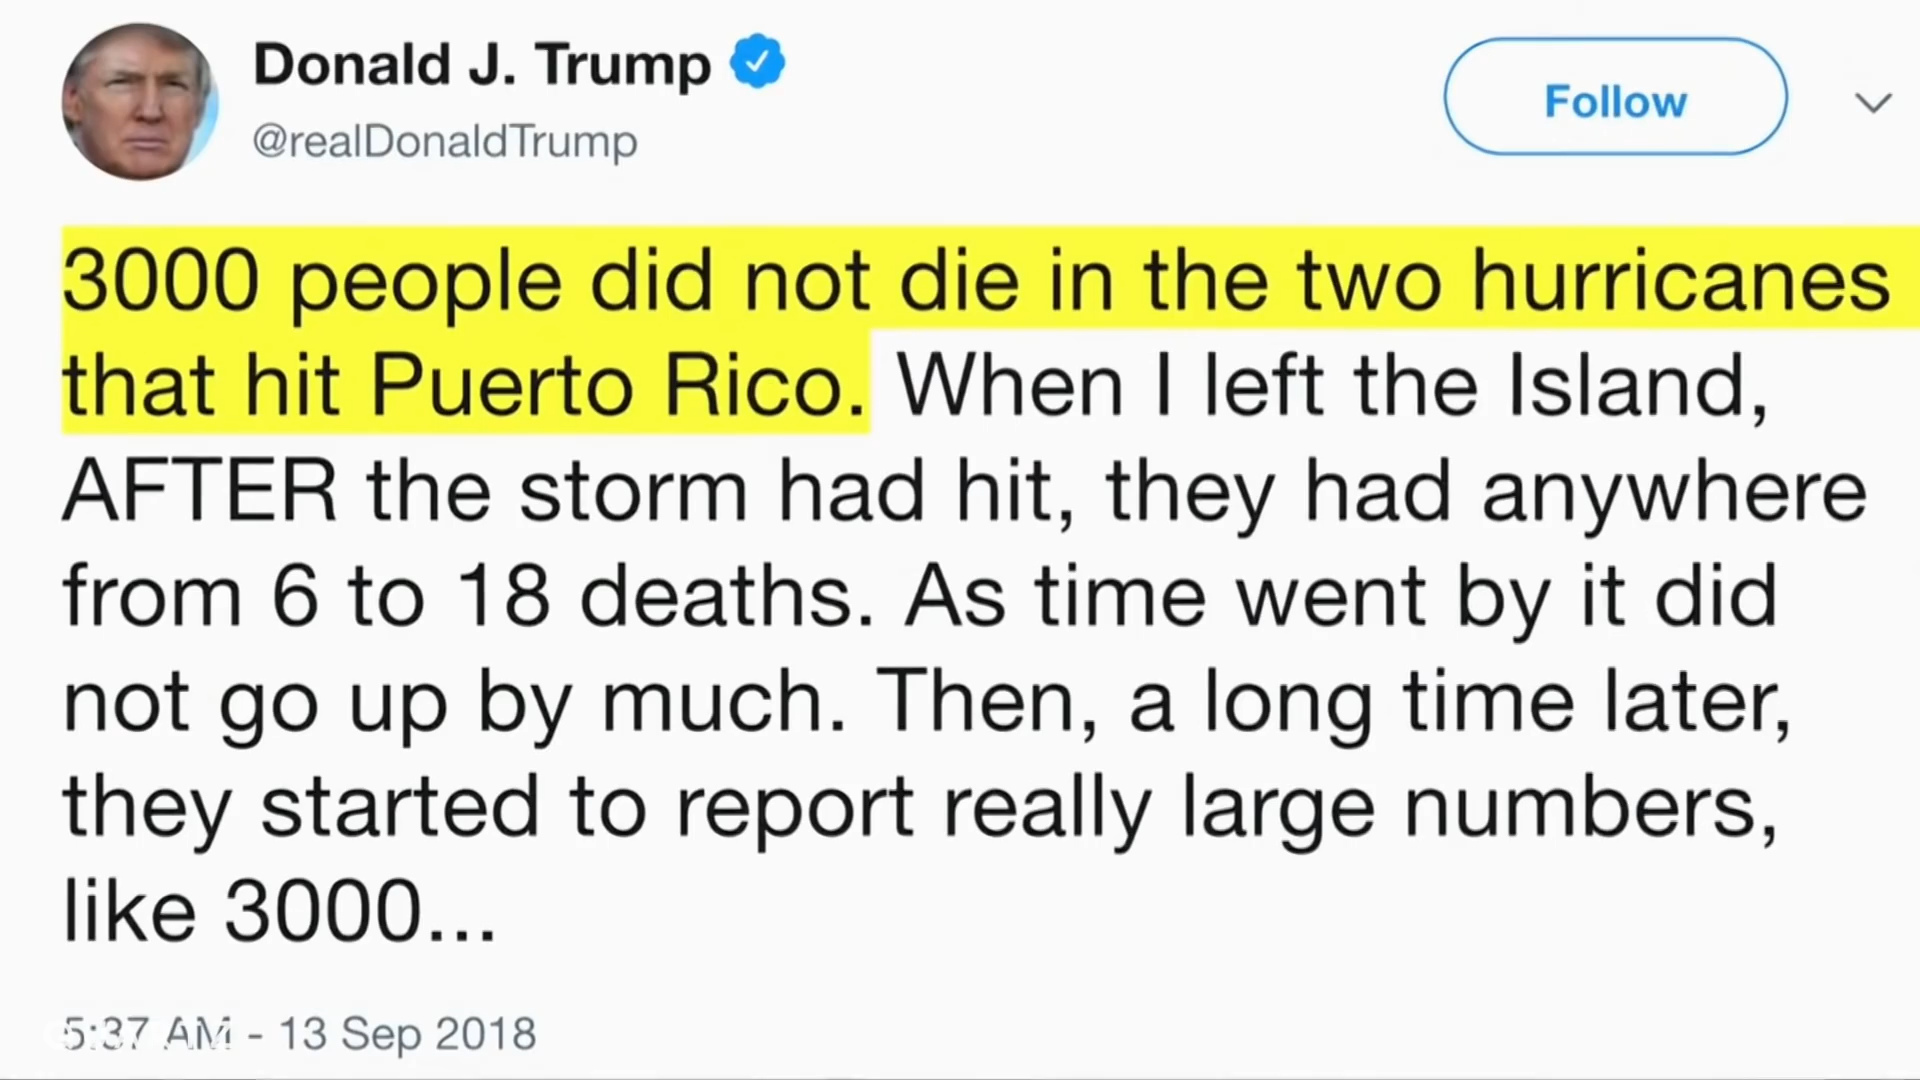 Donald J. Trump
@realDonaldTrump
Follow
3000 people did not die in the two hurricanes
that hit Puerto Rico. When I left the Island,
AFTER the storm had hit, they had anywhere
from 6 to 18 deaths. As time went by it did
not go up by much. Then, a long time later,
they started to report really large numbers,
like 3000...
5:37 AM - 13 Sep 2018